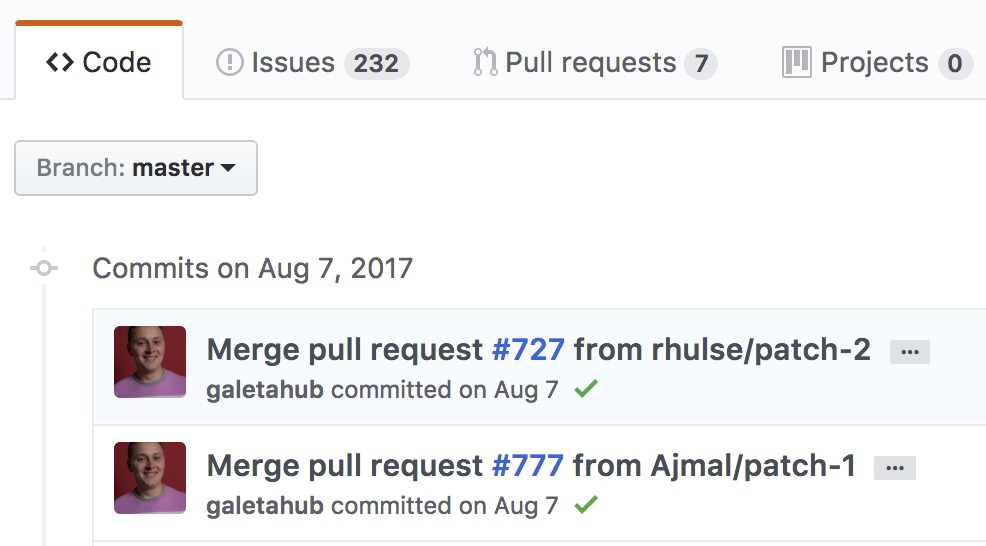 Code Issues 232 Pull requests 7 Projects 0
Branch: master
Commits on Aug 7, 2017
Merge pull request #727 from rhulse/patch-2 ...
galetahub committed on Aug 7
Merge pull request #777 from Ajmal/patch-1 ...
galetahub committed on Aug 7